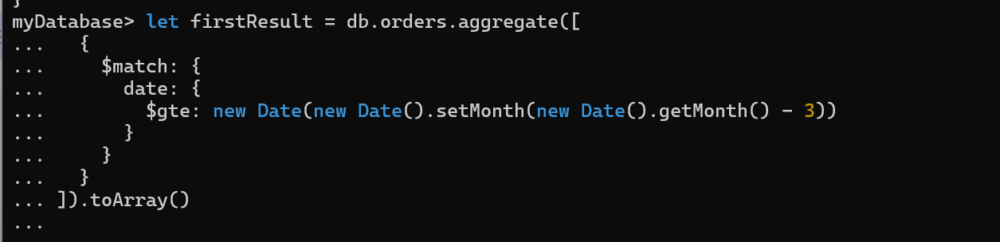 }
myDatabase> let firstResult = db.orders.aggregate([
...   {
...     $match: {
...       date: {
...         $gte: new Date(new Date().setMonth(new Date().getMonth() - 3))
...       }
...     }
...   }
... ]).toArray()
...